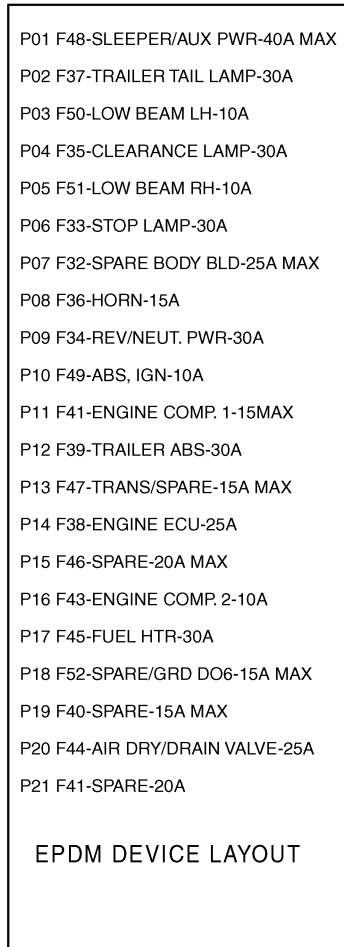 P01 F48-SLEEPER/AUX PWR-40A MAX
P02 F37-TRAILER TAIL LAMP-30A
P03 F50-LOW BEAM LH-10A
P04 F35-CLEARANCE LAMP-30A
P05 F51-LOW BEAM RH-10A
P06 F33-STOP LAMP-30A
P07 F32-SPARE BODY BLD-25A MAX
P08 F36-HORN-15A
P09 F34-REV/NEUT. PWR-30A
P10 F49-ABS, IGN-10A
P11 F41-ENGINE COMP. 1-15MAX
P12 F39-TRAILER ABS-30A
P13 F47-TRANS/SPARE-15A MAX
P14 F38-ENGINE ECU-25A
P15 F46-SPARE-20A MAX
P16 F43-ENGINE COMP. 2-10A
P17 F45-FUEL HTR-30A
P18 F52-SPARE/GRD DO6-15A MAX
P19 F40-SPARE-15A MAX
P20 F44-AIR DRY/DRAIN VALVE-25A
P21 F41-SPARE-20A
EPDM DEVICE LAYOUT